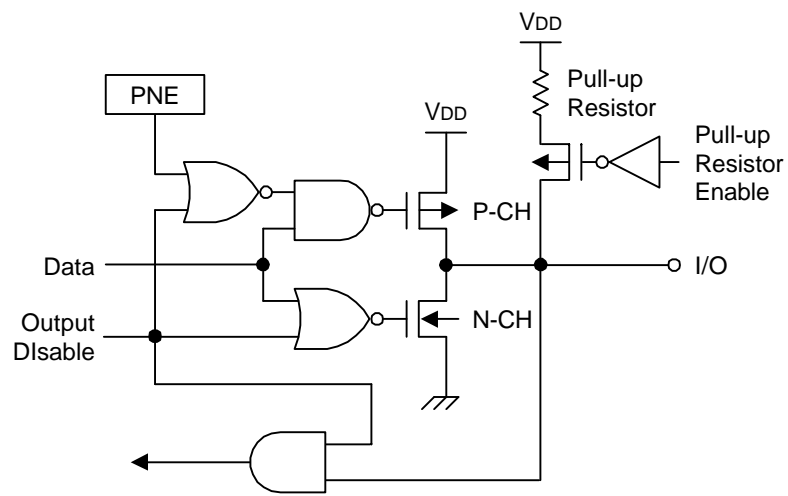 VDD
Pull-up
Resistor
PNE
VDD
Pull-up
Resistor
Enable
P-CH
Data
I/O
Output
DIsable
N-CH